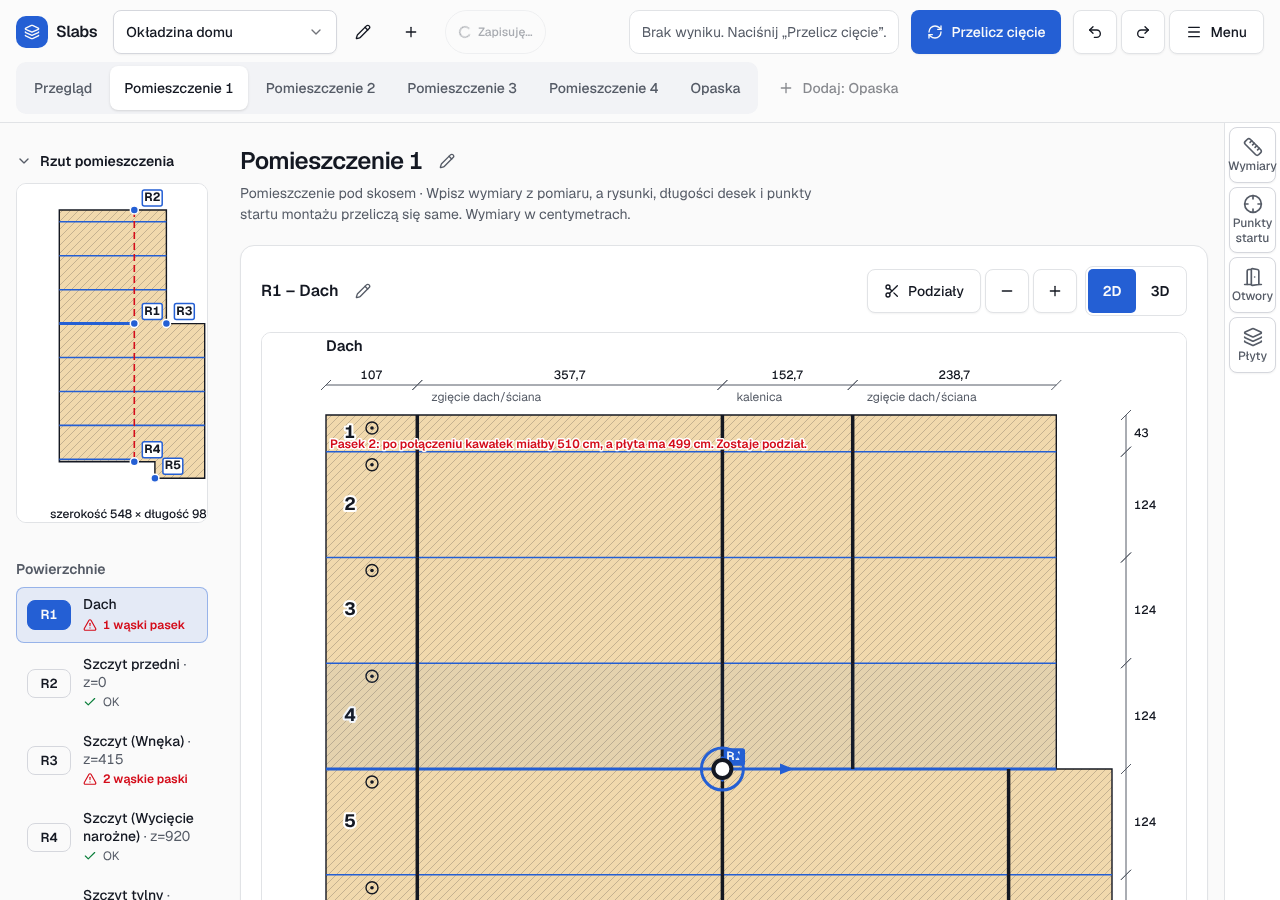 Slabs
Okładzina domu
Zapisuję…
Brak wyniku. Naciśnij „Przelicz cięcie”.
Przelicz cięcie
Menu
Przegląd
Pomieszczenie 1
Pomieszczenie 2
Pomieszczenie 3
Pomieszczenie 4
Opaska
Dodaj: Opaska
Rzut pomieszczenia
R2
R1
R3
R4
R5
szerokość 548 × długość 98
Powierzchnie
R1
Dach
1 wąski pasek
R2
Szczyt przedni ·
z=0
OK
R3
Szczyt (Wnęka) ·
z=415
2 wąskie paski
R4
Szczyt (Wycięcie
narożne) · z=920
OK
Szczyt tylny ·
Pomieszczenie 1
Pomieszczenie pod skosem · Wpisz wymiary z pomiaru, a rysunki, długości desek i punkty
startu montażu przeliczą się same. Wymiary w centymetrach.
R1 – Dach
Podziały
2D
3D
Dach
107
357,7
152,7
238,7
zgięcie dach/ściana
kalenica
zgięcie dach/ściana
1
43
Pasek 2: po połączeniu kawałek miałby 510 cm, a płyta ma 499 cm. Zostaje podział.
2
124
3
124
4
124
5
124
Wymiary
Punkty
startu
Otwory
Płyty